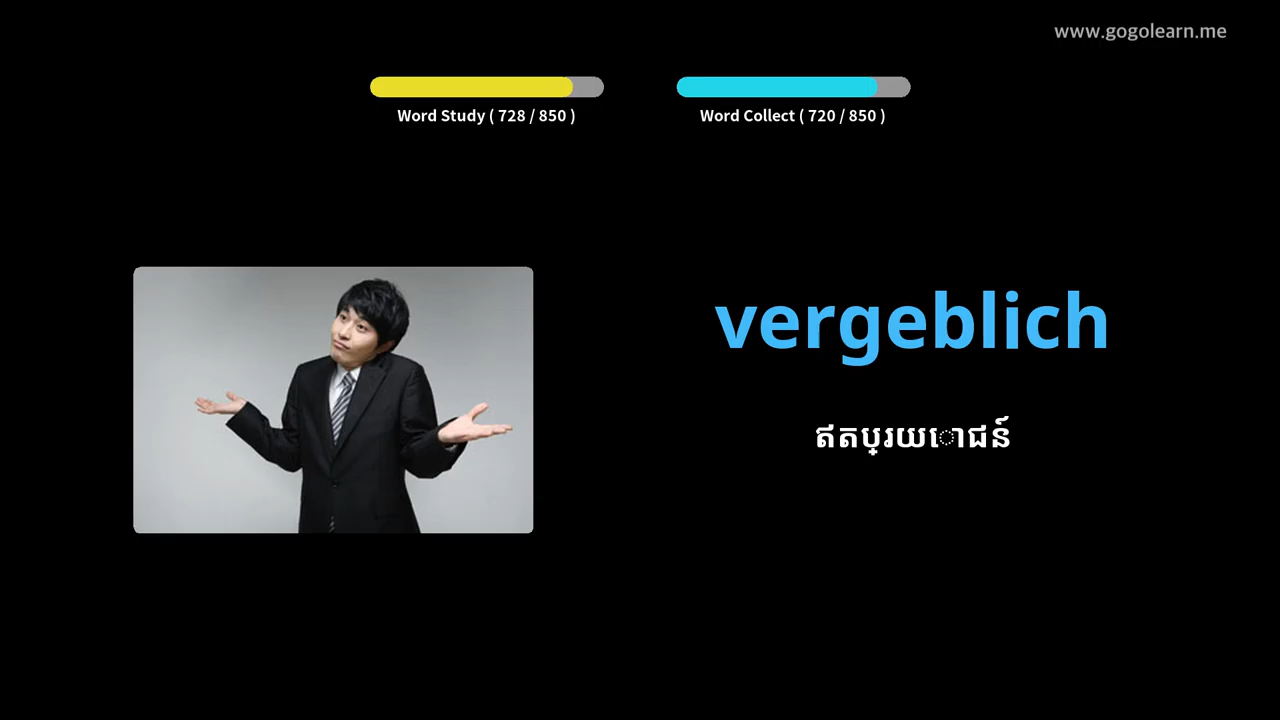 www.gogolearn.me
Word Study ( 728 / 850 )
Word Collect ( 720 / 850 )
vergeblich
ឥតប្រយោជន៍